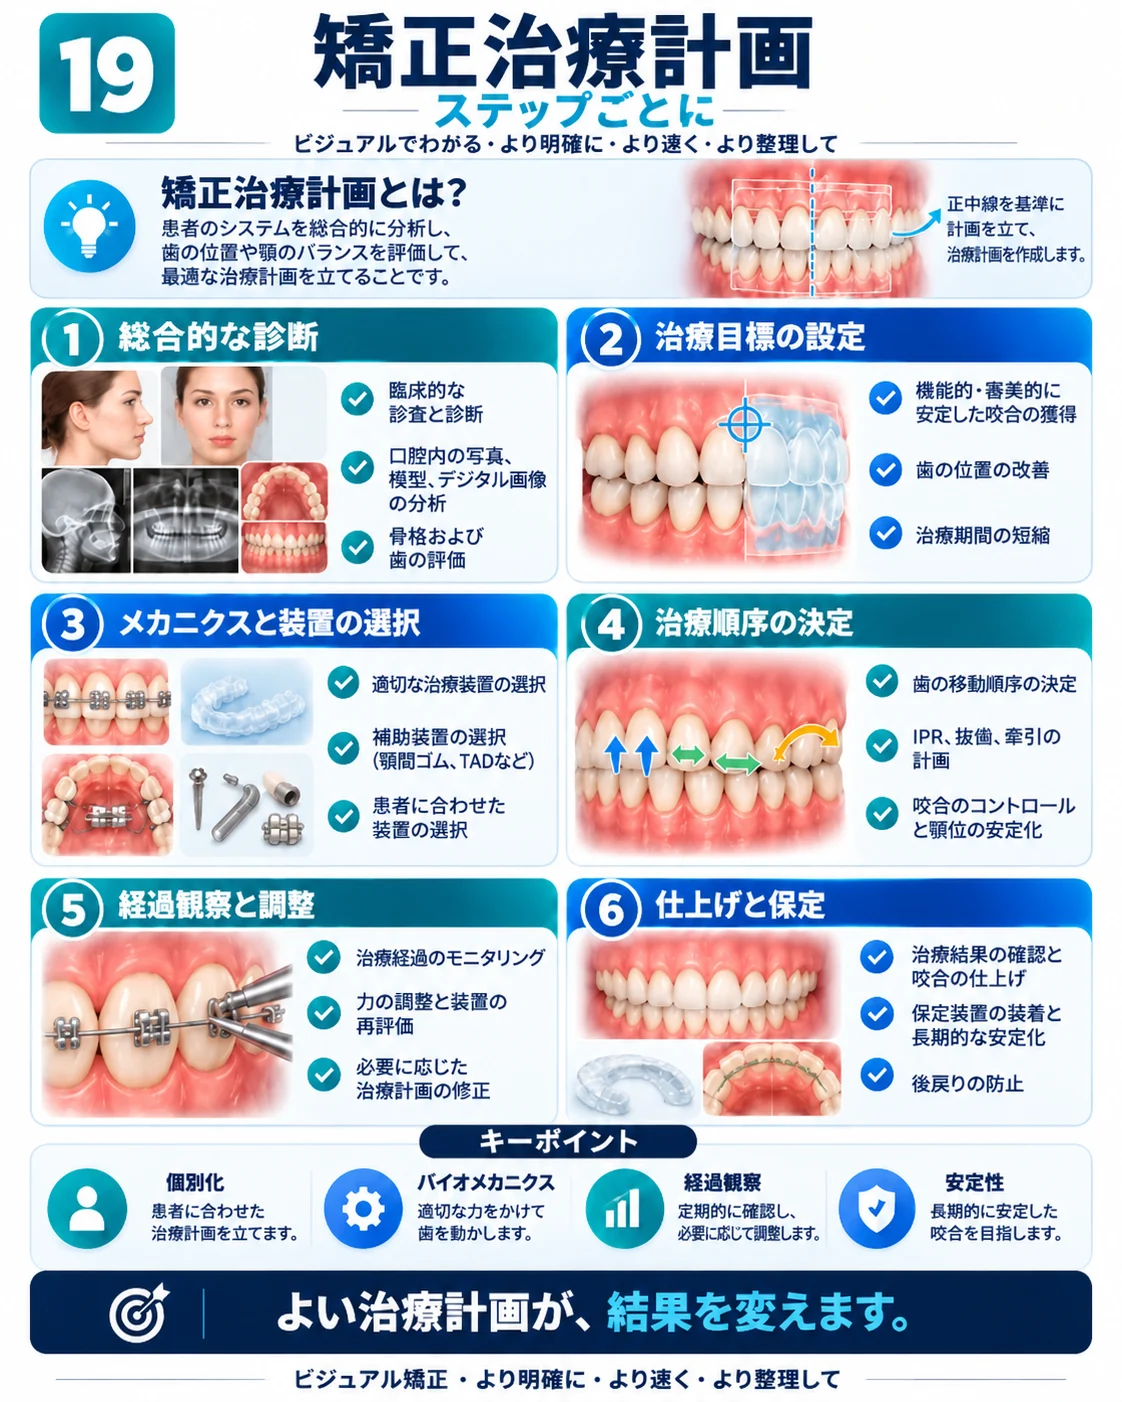 19
矯正治療計画
ステップごとに
ビジュアルでわかる・より明確に・より速く・より整理して
矯正治療計画とは？
患者のシステムを総合的に分析し、
歯の位置や顎のバランスを評価して、
最適な治療計画を立てることです。
正中線を基準に
計画を立て、
治療計画を作成します。
1 総合的な診断
臨床的な
診査と診断
口腔内の写真、
模型、デジタル画像
の分析
骨格および
歯の評価
2 治療目標の設定
機能的・審美的に
安定した咬合の獲得
歯の位置の改善
治療期間の短縮
3 メカニクスと装置の選択
適切な治療装置の選択
補助装置の選択
（顎間ゴム、TADなど）
患者に合わせた
装置の選択
4 治療順序の決定
歯の移動順序の決定
IPR、抜歯、牽引の
計画
咬合のコントロール
と顎位の安定化
5 経過観察と調整
治療経過のモニタリング
力の調整と装置の
再評価
必要に応じた
治療計画の修正
6 仕上げと保定
治療結果の確認と
咬合の仕上げ
保定装置の装着と
長期的な安定化
後戻りの防止
キーポイント
個別化
患者に合わせた
治療計画を立てます。
バイオメカニクス
適切な力をかけて
歯を動かします。
経過観察
定期的に確認し、
必要に応じて調整します。
安定性
長期的に安定した
咬合を目指します。
よい治療計画が、結果を変えます。
ビジュアル矯正・より明確に・より速く・より整理して